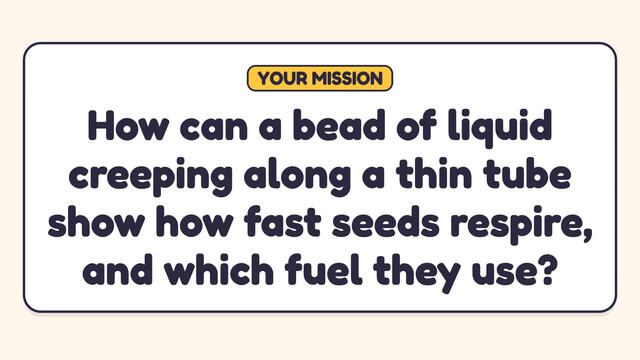 YOUR MISSION
How can a bead of liquid
creeping along a thin tube
show how fast seeds respire,
and which fuel they use?